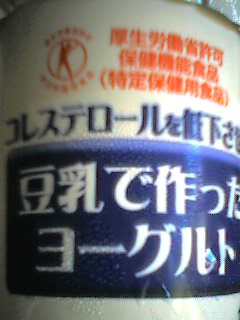 厚生労働省許可
保健機能食品
(特定保健用食品)
コレステロールを低下さ
豆乳で作った
ヨーグルト